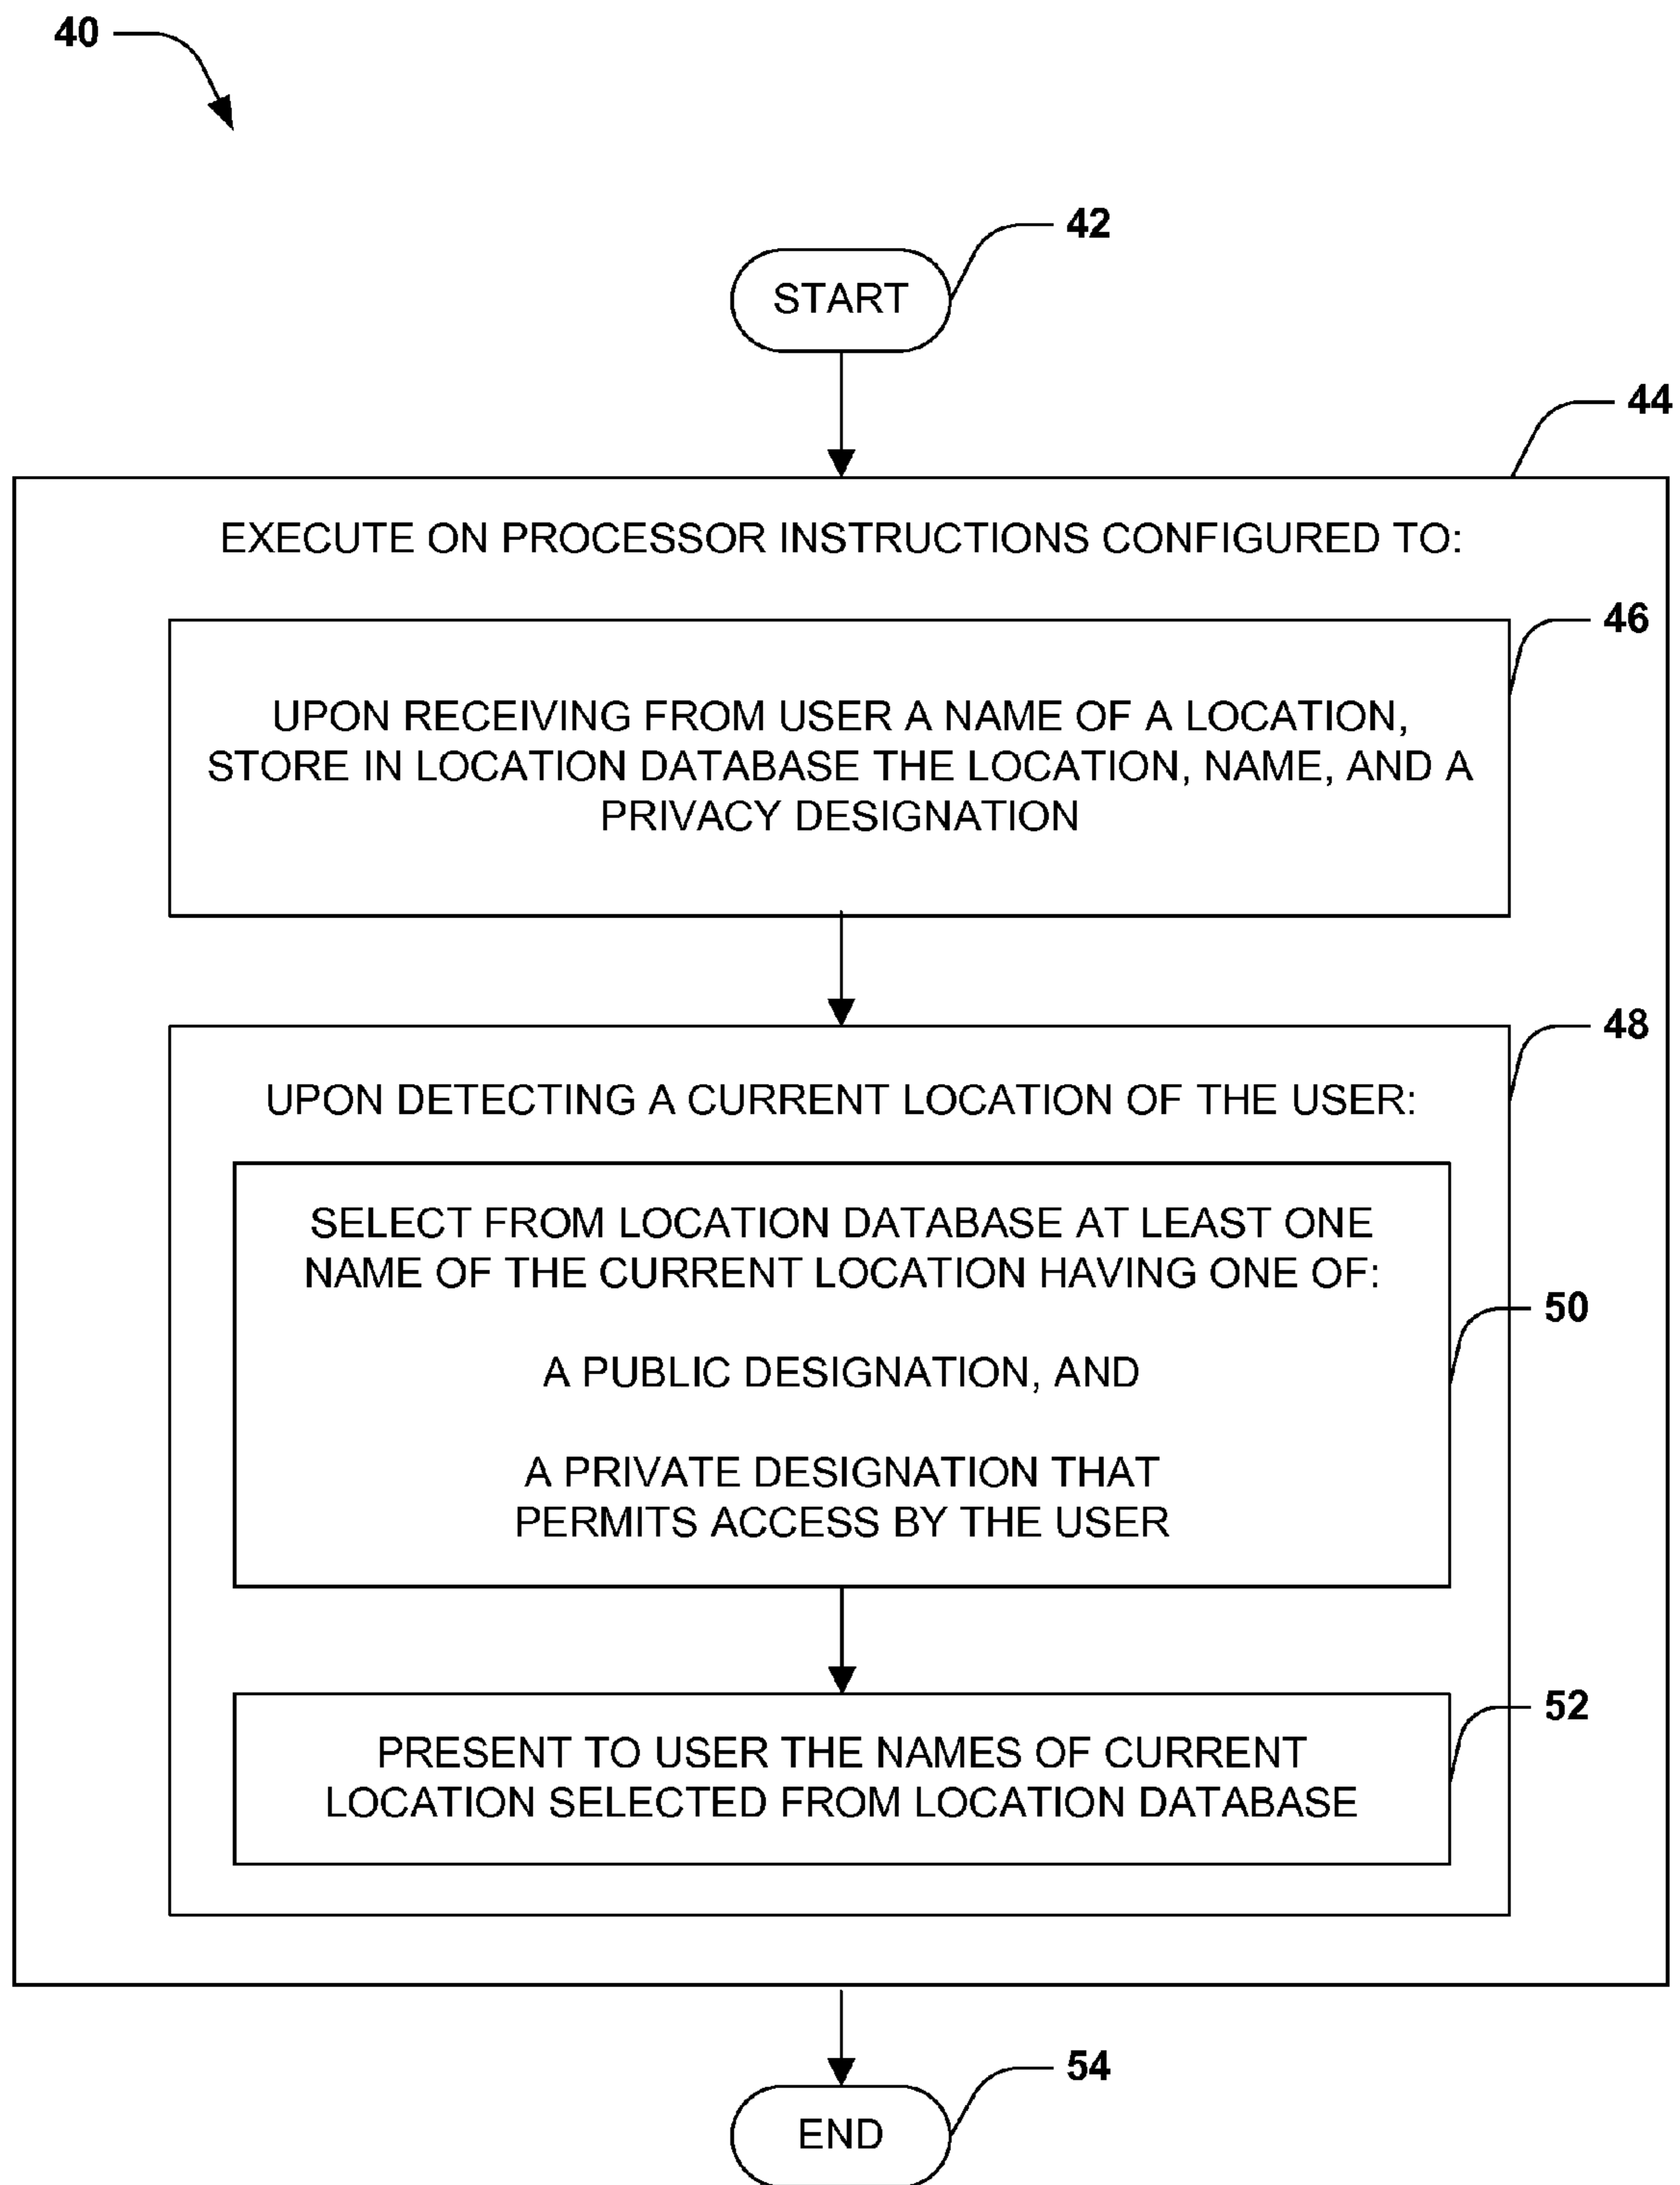 40
42
START
44
EXECUTE ON PROCESSOR INSTRUCTIONS CONFIGURED TO:
46
UPON RECEIVING FROM USER A NAME OF A LOCATION,
STORE IN LOCATION DATABASE THE LOCATION, NAME, AND A
PRIVACY DESIGNATION
48
UPON DETECTING A CURRENT LOCATION OF THE USER:
SELECT FROM LOCATION DATABASE AT LEAST ONE
NAME OF THE CURRENT LOCATION HAVING ONE OF:
50
A PUBLIC DESIGNATION, AND
A PRIVATE DESIGNATION THAT
PERMITS ACCESS BY THE USER
52
PRESENT TO USER THE NAMES OF CURRENT
LOCATION SELECTED FROM LOCATION DATABASE
54
END